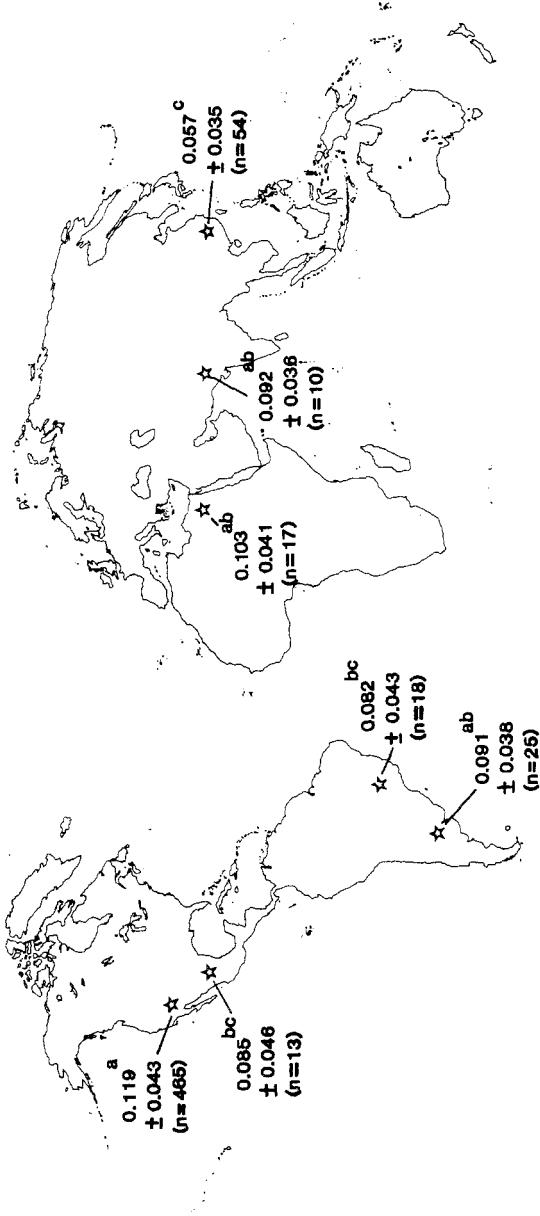 0.119 a
± 0.043
(n=465)
0.085 bc
± 0.046
(n=13)
0.082 bc
± 0.043
(n=18)
0.091 ab
± 0.038
(n=25)
0.103 ab
± 0.041
(n=17)
0.092 ab
± 0.036
(n=10)
0.057 c
± 0.035
(n=54)